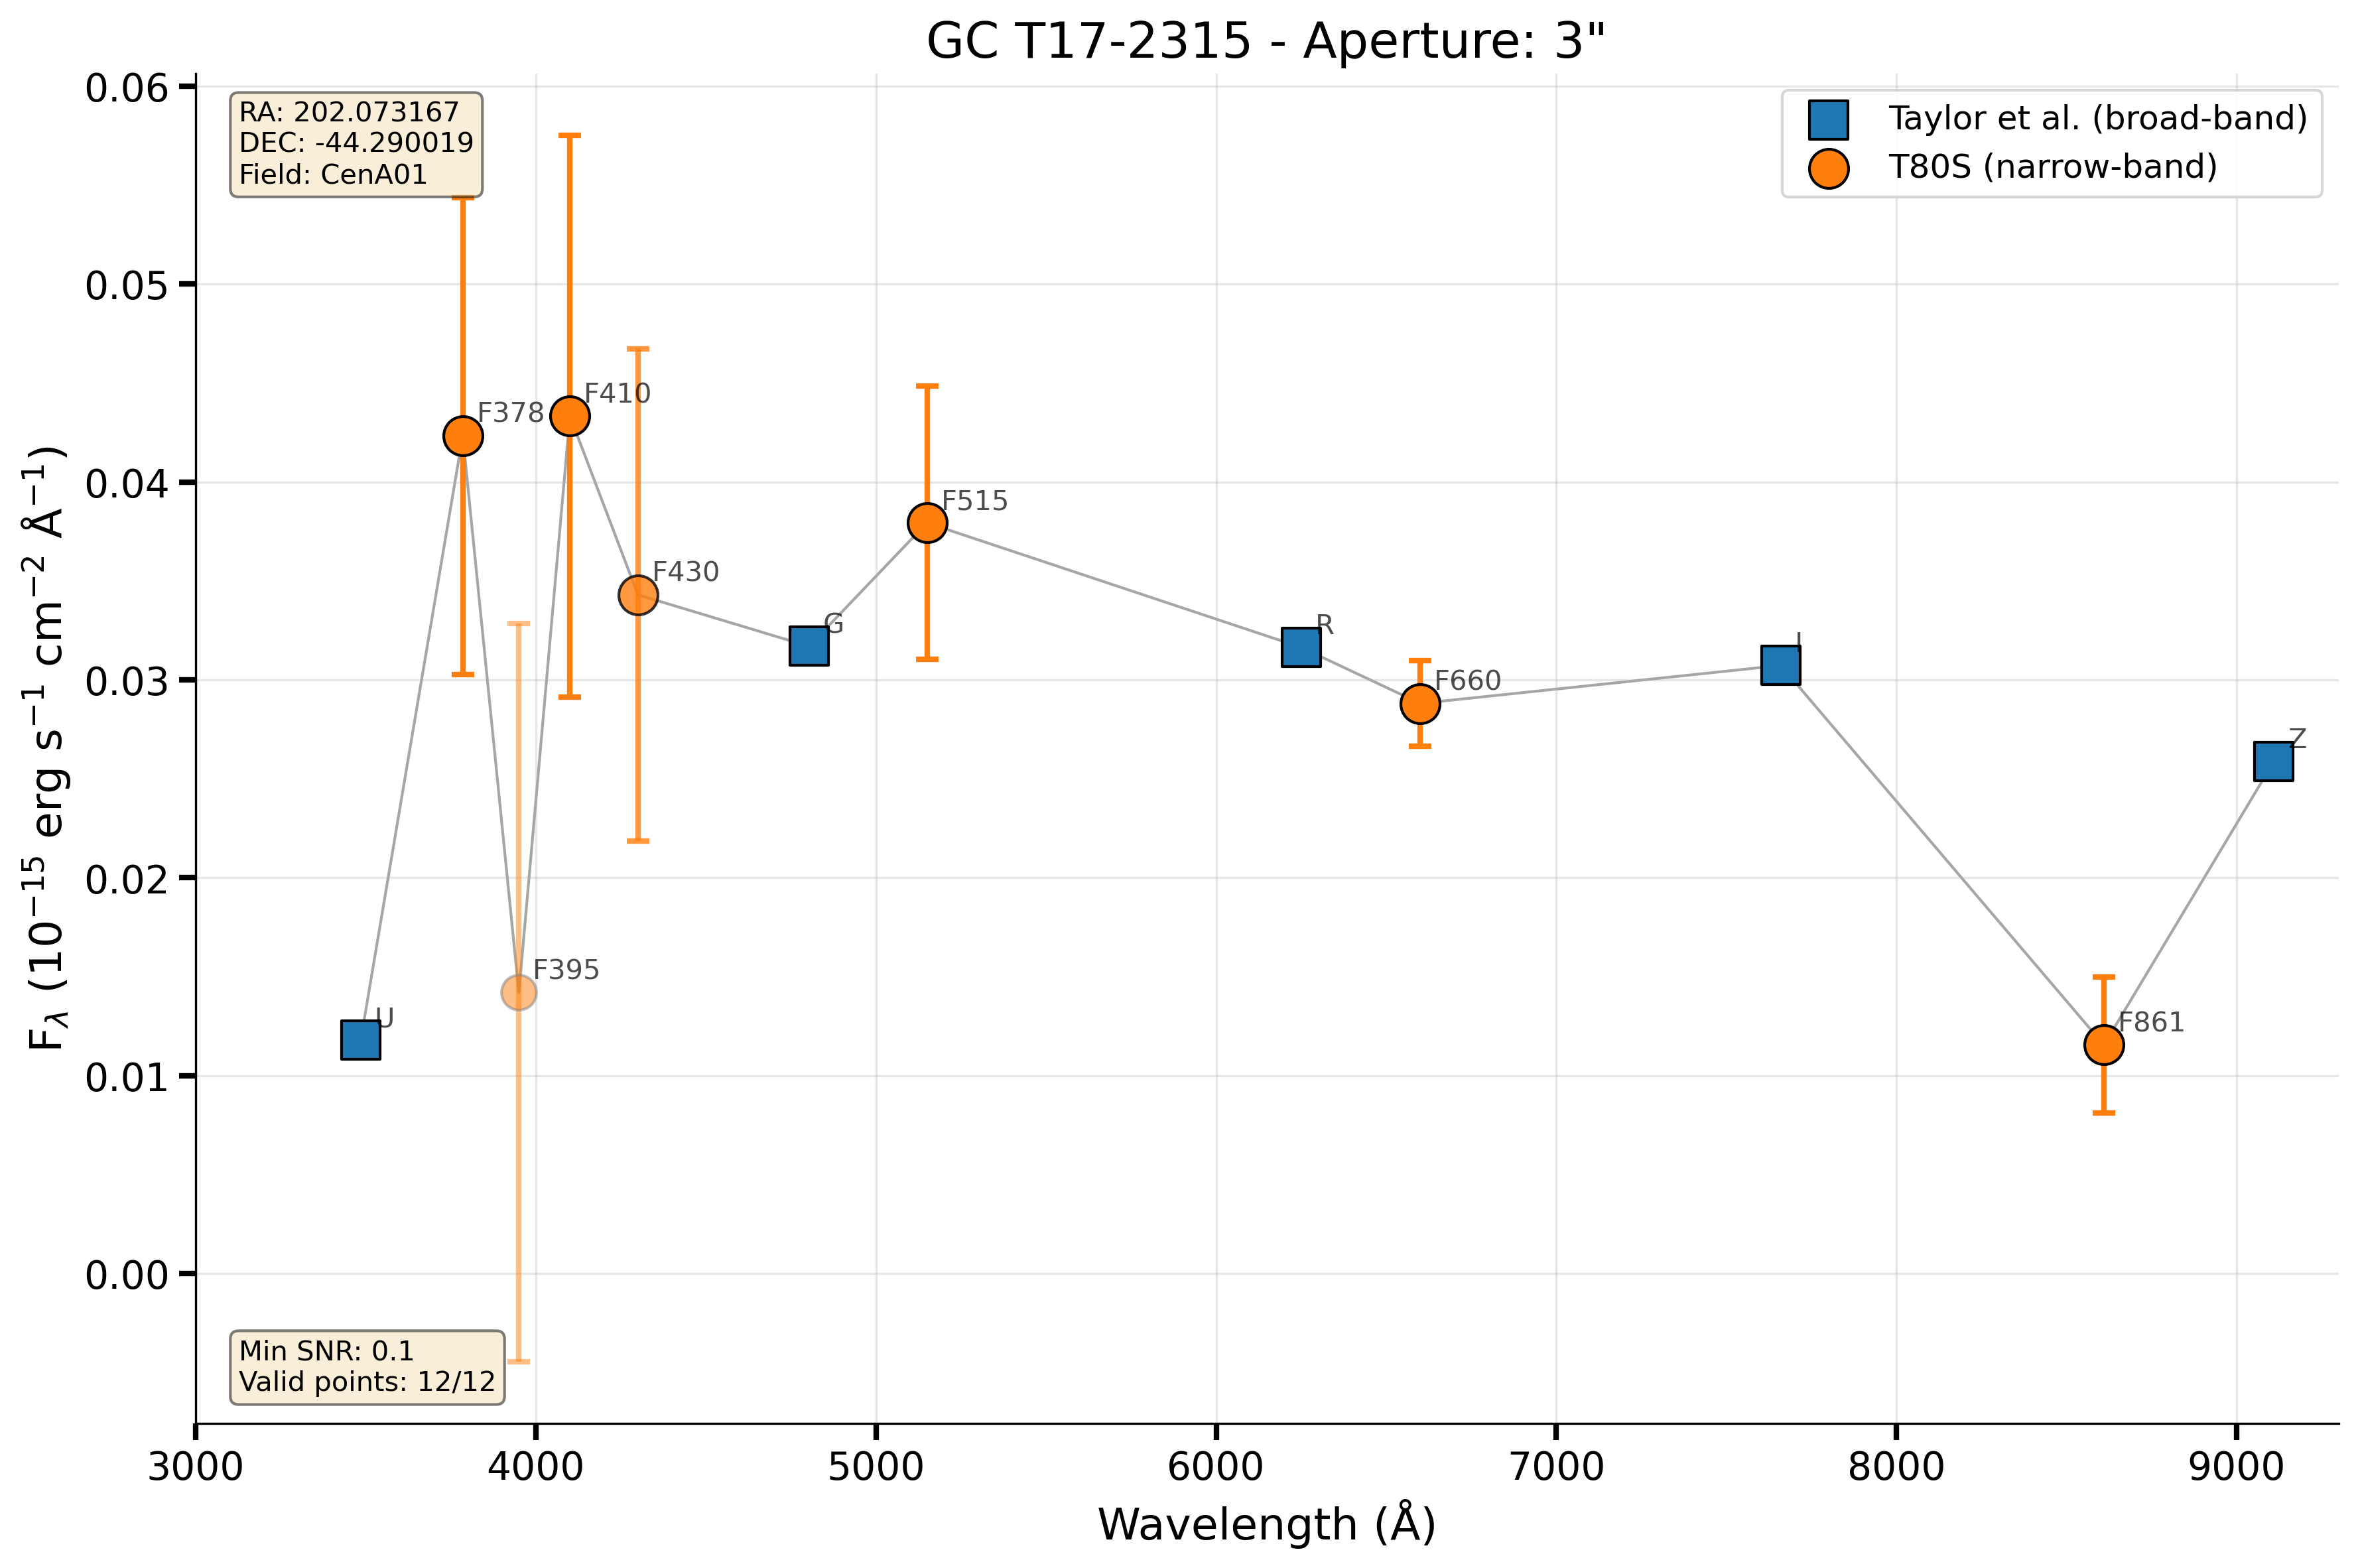 GC T17-2315 - Aperture: 3"
RA: 202.073167
DEC: -44.290019
Field: CenA01
Taylor et al. (broad-band)
T80S (narrow-band)
F_λ (10⁻¹⁵ erg s⁻¹ cm⁻² Å⁻¹)
0.06
0.05
0.04
0.03
0.02
0.01
0.00
U
F378
F395
F410
F430
G
F515
R
F660
I
F861
Z
Min SNR: 0.1
Valid points: 12/12
3000
4000
5000
6000
7000
8000
9000
Wavelength (Å)